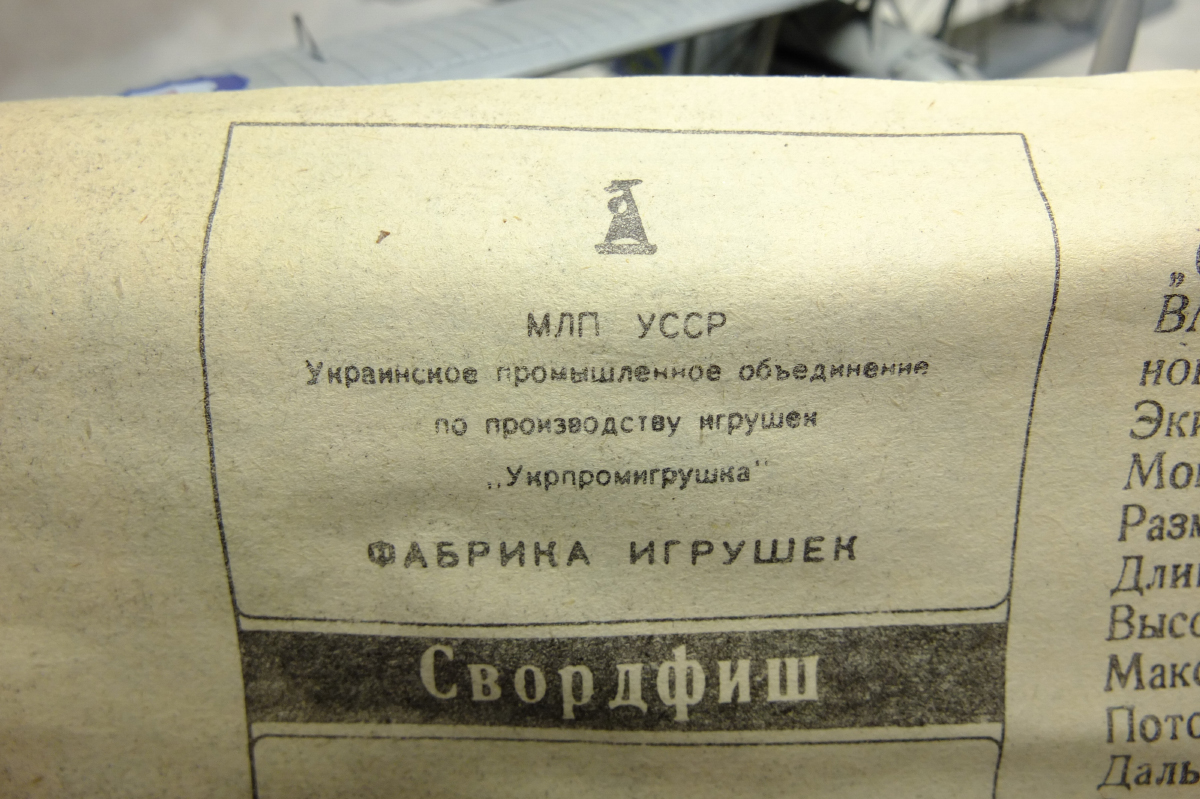 МЛП УССР
Украинское промышленное объединение
по производству игрушек
„Укрпромигрушка"
ФАБРИКА ИГРУШЕК
Свордфиш